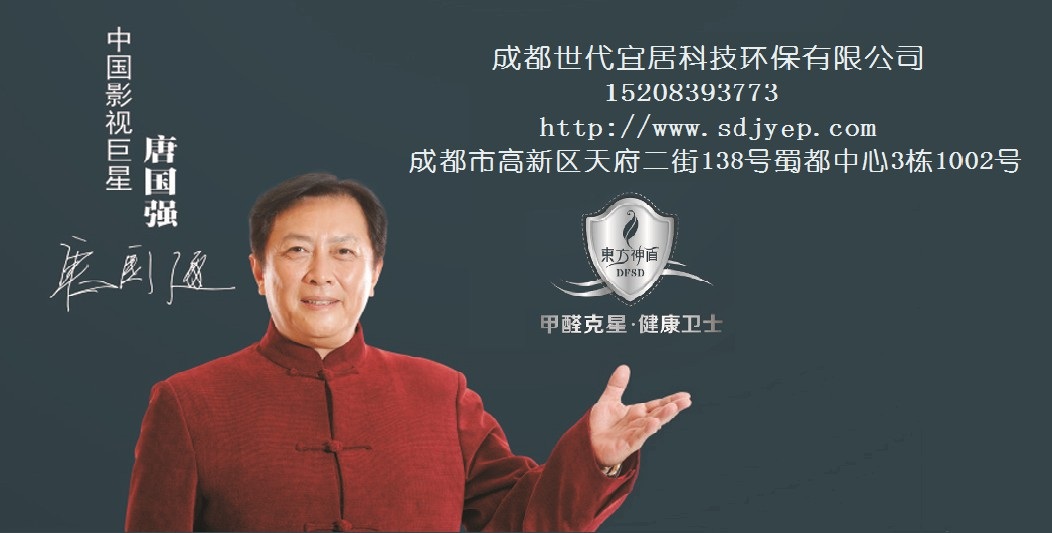 中国影视巨星
唐国强
唐国强
成都世代宜居科技环保有限公司
15208393773
http://www.sdjyep.com
成都市高新区天府二街138号蜀都中心3栋1002号
東方神盾
DFSD
甲醛克星·健康卫士